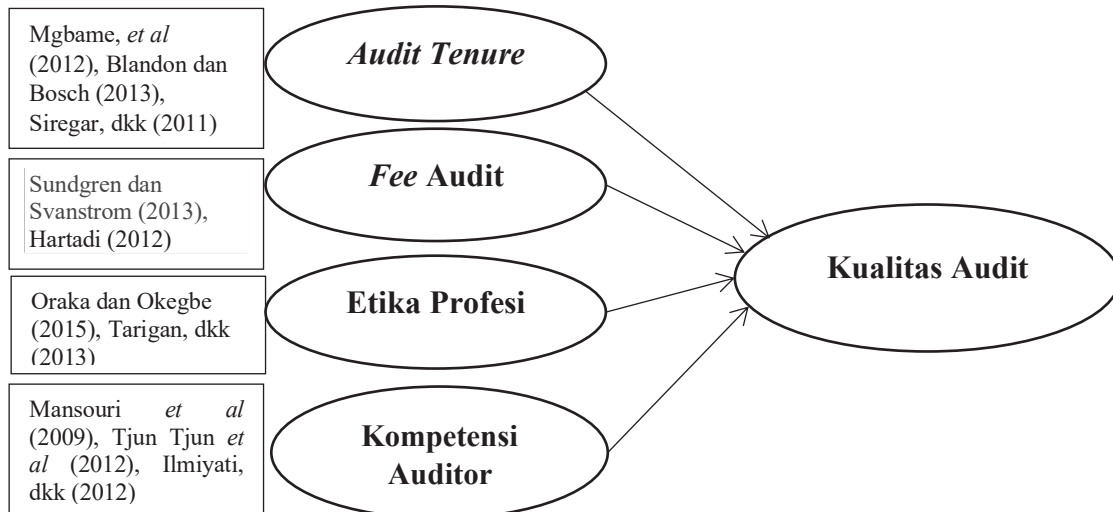 Mgbame, et al
(2012), Blandon dan
Bosch (2013),
Siregar, dkk (2011)
Audit Tenure
Sundgren dan
Svanstrom (2013),
Hartadi (2012)
Fee Audit
Kualitas Audit
Oraka dan Okegbe
(2015), Tarigan, dkk
(2013)
Etika Profesi
Mansouri et al
(2009), Tjun Tjun et
al (2012), Ilmiyati,
dkk (2012)
Kompetensi
Auditor